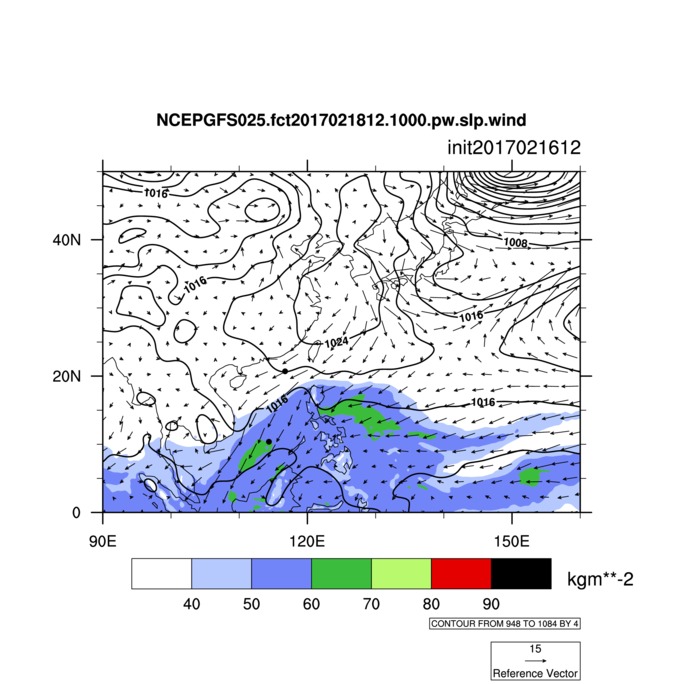 NCEPGFS025.fct2017021812.1000.pw.slp.wind
init2017021612
1016
40N
1008
1016
1016
1024
20N
1016
1016
0
90E 120E 150E
kgm**-2
40 50 60 70 80 90
CONTOUR FROM 948 TO 1084 BY 4
15
Reference Vector